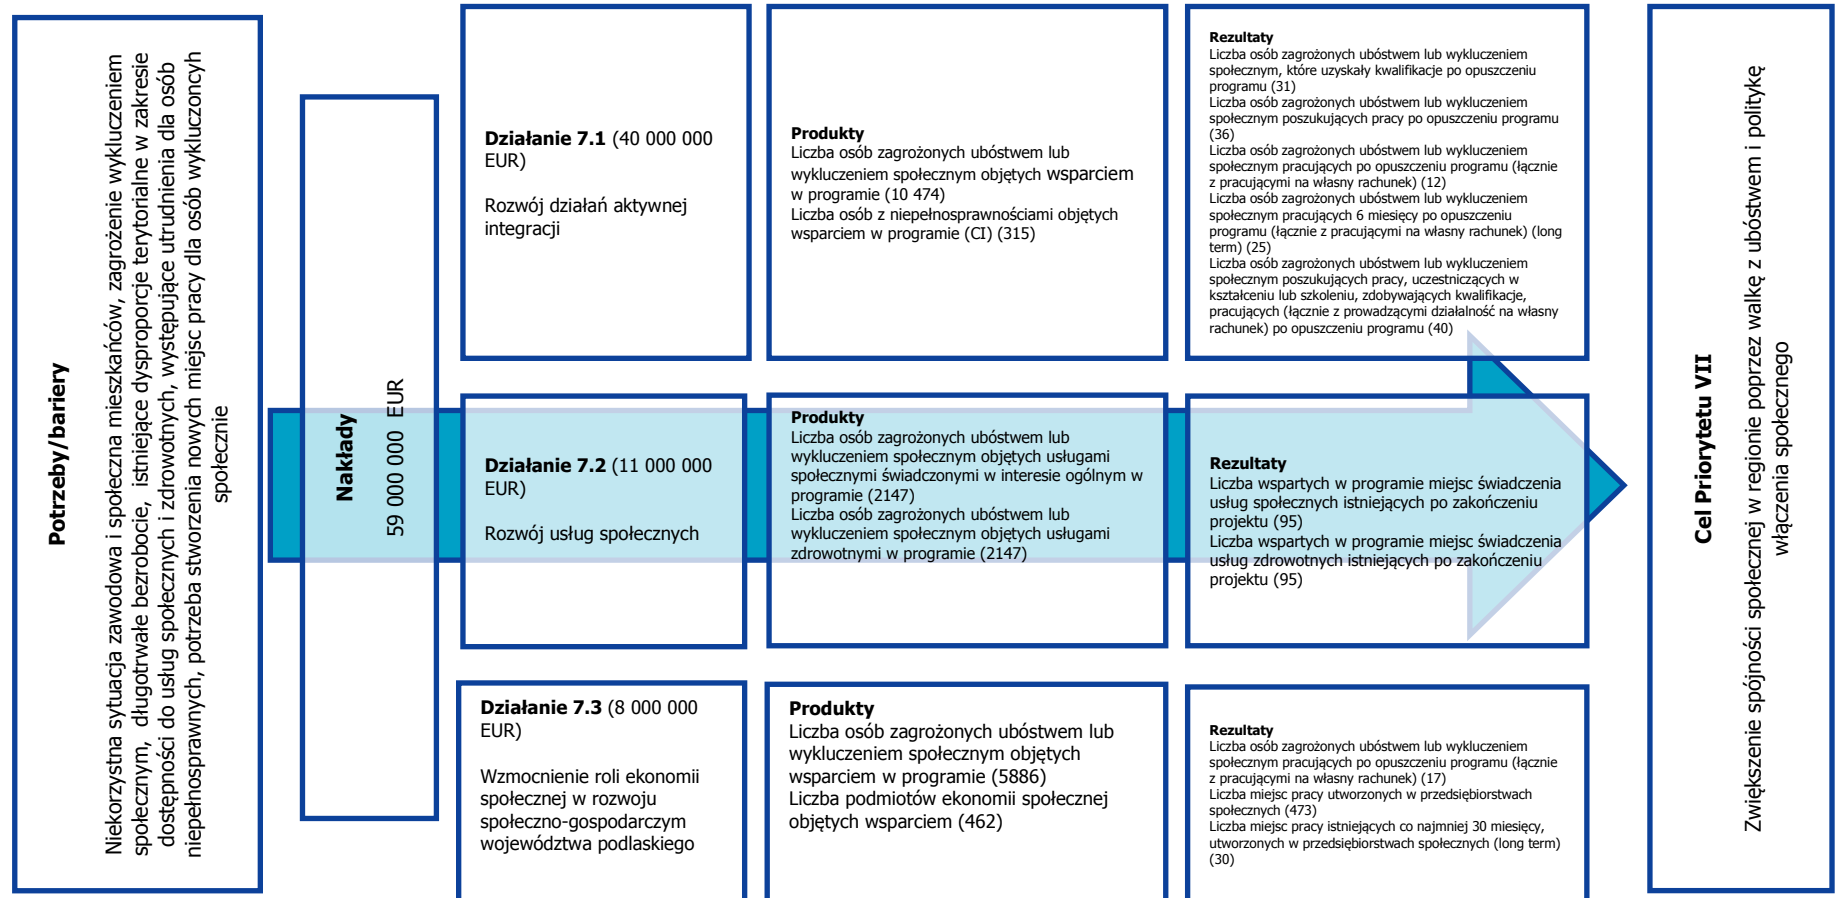 Potrzeby/bariery
Niekorzystna sytuacja zawodowa i społeczna mieszkańców, zagrożenie wykluczeniem
społecznym, długotrwałe bezrobocie, istniejące dysproporcje terytorialne w zakresie
dostępności do usług społecznych i zdrowotnych, występujące utrudnienia dla osób
niepełnosprawnych, potrzeba stworzenia nowych miejsc pracy dla osób wykluczoncyh
społecznie
Nakłady
59 000 000 EUR
Działanie 7.1 (40 000 000
EUR)
Rozwój działań aktywnej
integracji
Produkty
Liczba osób zagrożonych ubóstwem lub
wykluczeniem społecznym objętych wsparciem
w programie (10 474)
Liczba osób z niepełnosprawnościami objętych
wsparciem w programie (CI) (315)
Rezultaty
Liczba osób zagrożonych ubóstwem lub wykluczeniem
społecznym, które uzyskały kwalifikacje po opuszczeniu
programu (31)
Liczba osób zagrożonych ubóstwem lub wykluczeniem
społecznym poszukujących pracy po opuszczeniu programu
(36)
Liczba osób zagrożonych ubóstwem lub wykluczeniem
społecznym pracujących po opuszczeniu programu (łącznie
z pracującymi na własny rachunek) (12)
Liczba osób zagrożonych ubóstwem lub wykluczeniem
społecznym pracujących 6 miesięcy po opuszczeniu
programu (łącznie z pracującymi na własny rachunek) (long
term) (25)
Liczba osób zagrożonych ubóstwem lub wykluczeniem
społecznym poszukujących pracy, uczestniczących w
kształceniu lub szkoleniu, zdobywających kwalifikacje,
pracujących (łącznie z prowadzącymi działalność na własny
rachunek) po opuszczeniu programu (40)
Działanie 7.2 (11 000 000
EUR)
Rozwój usług społecznych
Produkty
Liczba osób zagrożonych ubóstwem lub
wykluczeniem społecznym objętych usługami
społecznymi świadczonymi w interesie ogólnym w
programie (2147)
Liczba osób zagrożonych ubóstwem lub
wykluczeniem społecznym objętych usługami
zdrowotnymi w programie (2147)
Rezultaty
Liczba wspartych w programie miejsc świadczenia
usług społecznych istniejących po zakończeniu
projektu (95)
Liczba wspartych w programie miejsc świadczenia
usług zdrowotnych istniejących po zakończeniu
projektu (95)
Działanie 7.3 (8 000 000
EUR)
Wzmocnienie roli ekonomii
społecznej w rozwoju
społeczno-gospodarczym
województwa podlaskiego
Produkty
Liczba osób zagrożonych ubóstwem lub
wykluczeniem społecznym objętych
wsparciem w programie (5886)
Liczba podmiotów ekonomii społecznej
objętych wsparciem (462)
Rezultaty
Liczba osób zagrożonych ubóstwem lub wykluczeniem
społecznym pracujących po opuszczeniu programu (łącznie
z pracującymi na własny rachunek) (17)
Liczba miejsc pracy utworzonych w przedsiębiorstwach
społecznych (473)
Liczba miejsc pracy istniejących co najmniej 30 miesięcy,
utworzonych w przedsiębiorstwach społecznych (long term)
(30)
Cel Priorytetu VII
Zwiększenie spójności społecznej w regionie poprzez walkę z ubóstwem i politykę
włączenia społecznego